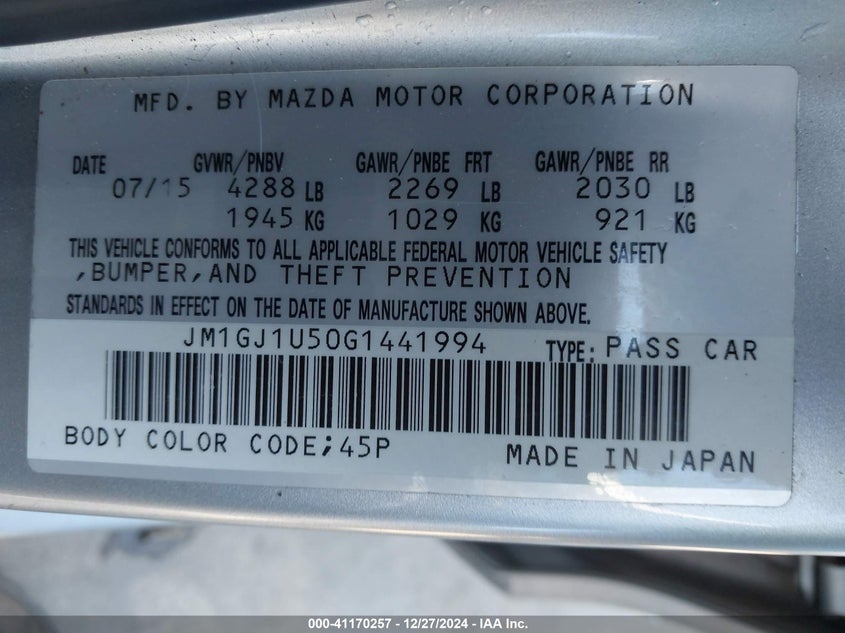 MFD. BY MAZDA MOTOR CORPORATION
DATE GVWR/PNBV GAWR/PNBE FRT GAWR/PNBE RR
07/15 4288 LB 2269 LB 2030 LB
1945 KG 1029 KG 921 KG
THIS VEHICLE CONFORMS TO ALL APPLICABLE FEDERAL MOTOR VEHICLE SAFETY
,BUMPER,AND THEFT PREVENTION
STANDARDS IN EFFECT ON THE DATE OF MANUFACTURE SHOWN ABOVE.
JM1GJ1U50G1441994 TYPE: PASS CAR
BODY COLOR CODE;45P MADE IN JAPAN
000-41170257 - 12/27/2024 - IAA Inc.